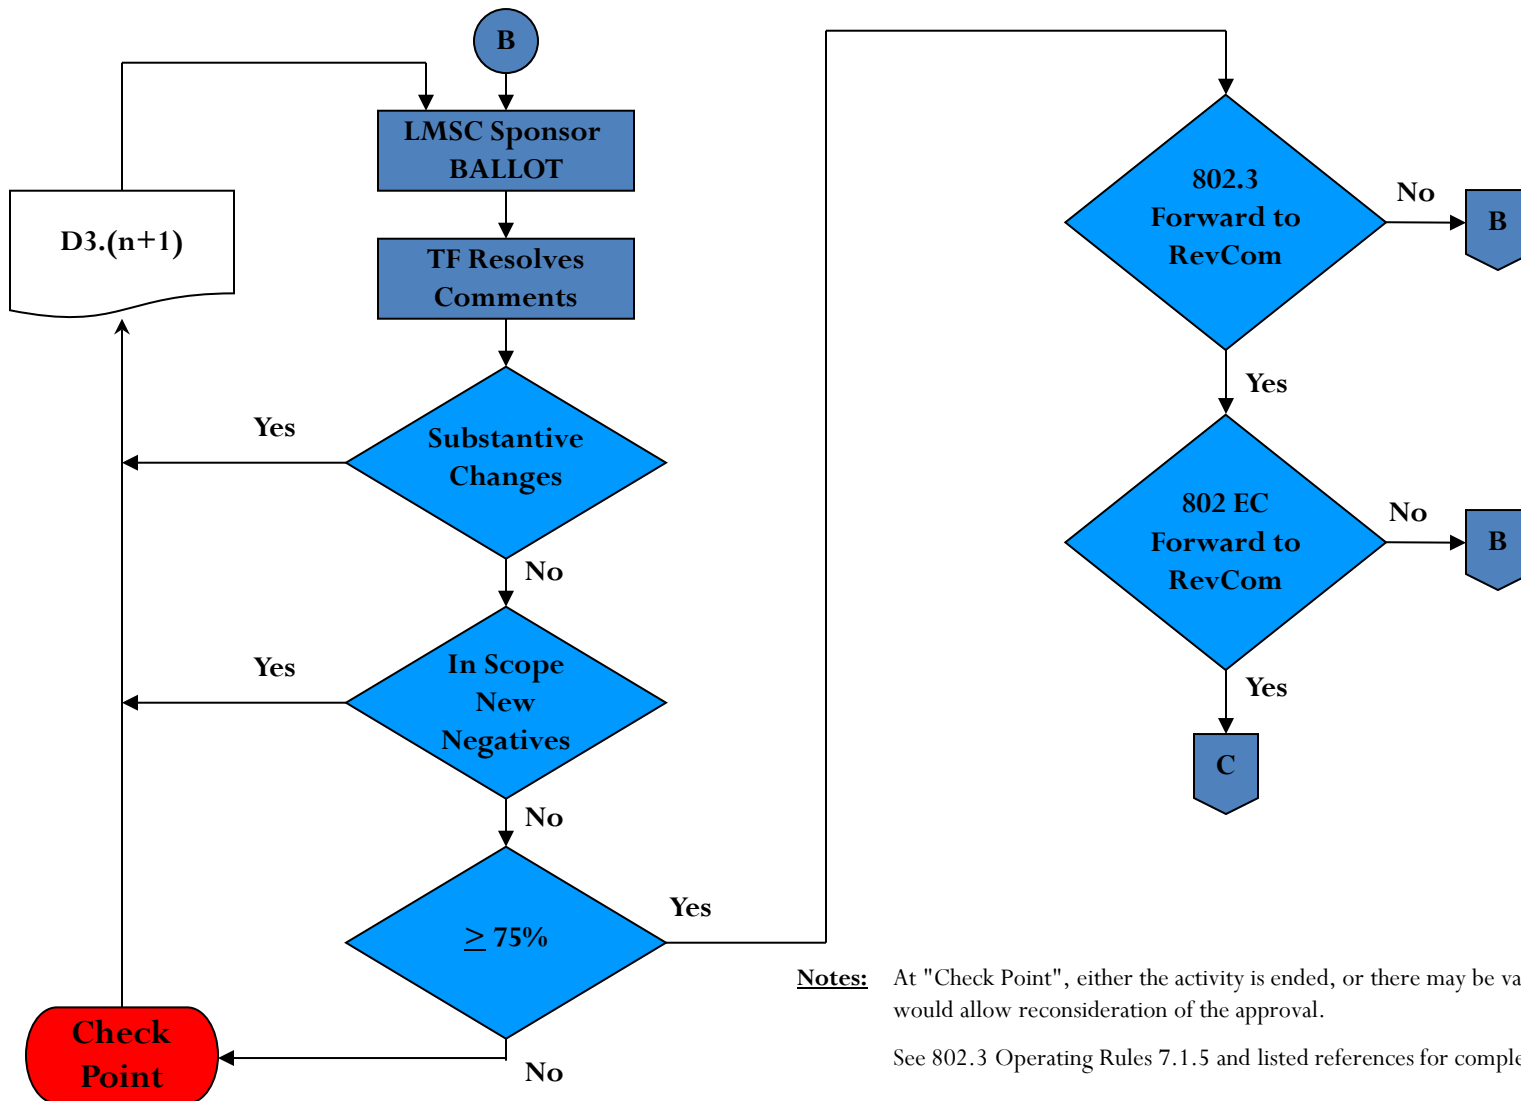 B
LMSC Sponsor
BALLOT
D3.(n+1)
TF Resolves
Comments
Yes
Substantive
Changes
No
Yes
In Scope
New
Negatives
No
≥ 75%
Yes
Check
Point
No
802.3
Forward to
RevCom
No
B
Yes
802 EC
Forward to
RevCom
No
B
Yes
C
Notes: At "Check Point", either the activity is ended, or there may be
would allow reconsideration of the approval.
See 802.3 Operating Rules 7.1.5 and listed references for